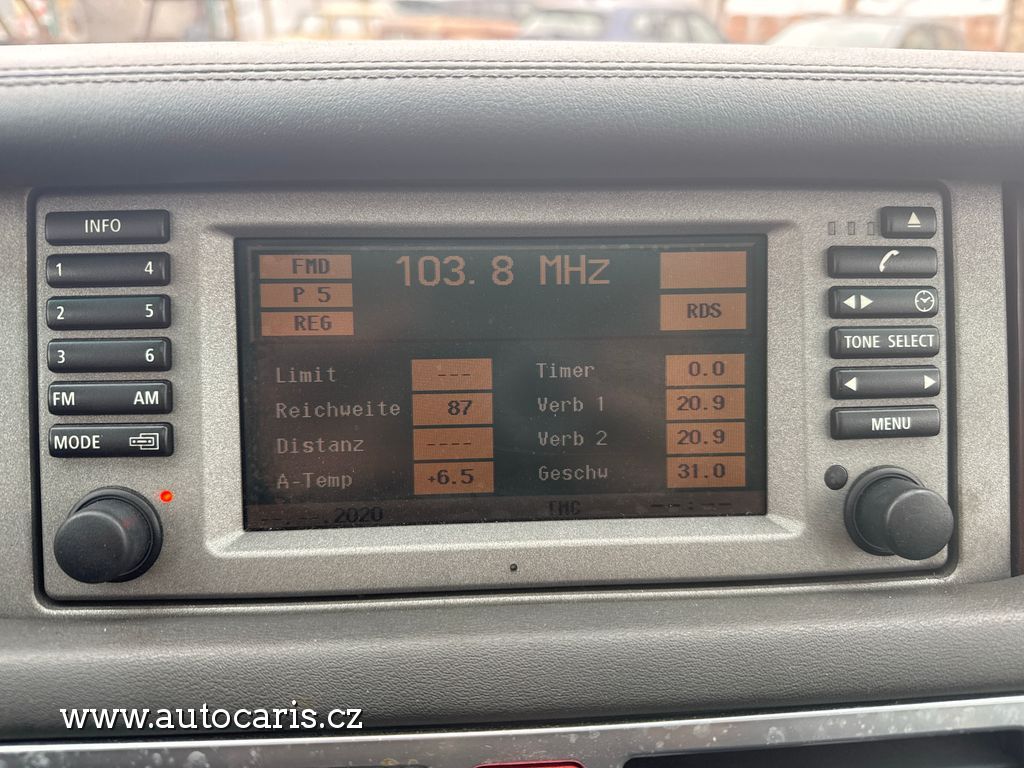 INFO
1 4
2 5
3 6
FM AM
MODE
FMD
P 5
REG
103.8 MHz
RDS
Limit ---
Reichweite 87
Distanz ----
A-Temp +6.5
Timer 0.0
Verb 1 20.9
Verb 2 20.9
Geschw 31.0
--.--.2020 TMC --:--
TONE SELECT
MENU
www.autocaris.cz